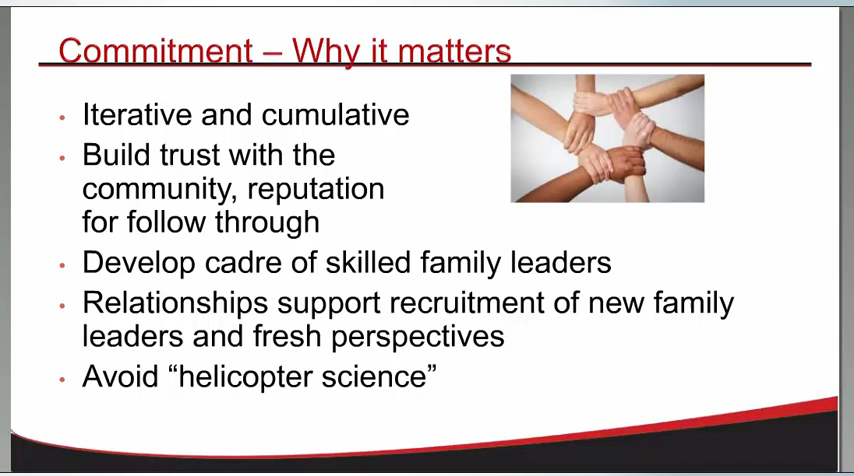 Commitment – Why it matters
• Iterative and cumulative
• Build trust with the
community, reputation
for follow through
• Develop cadre of skilled family leaders
• Relationships support recruitment of new family
leaders and fresh perspectives
• Avoid “helicopter science”